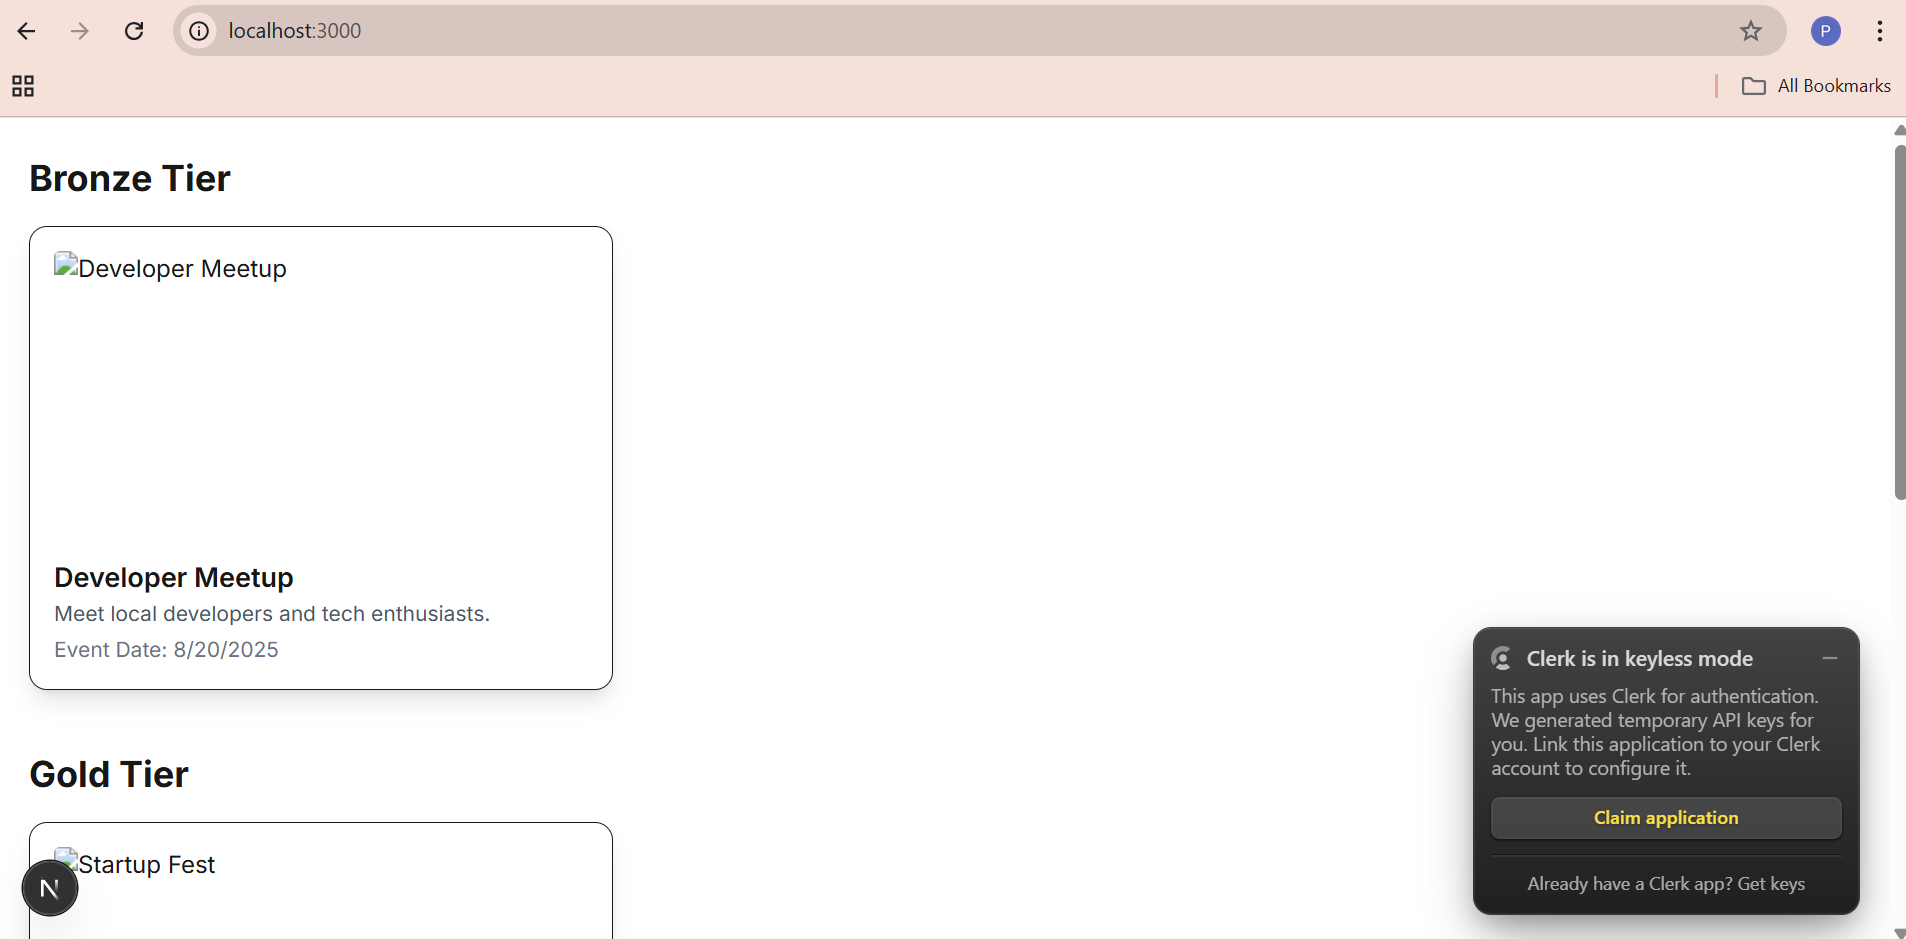 localhost:3000
P
All Bookmarks
Bronze Tier
Developer Meetup
Developer Meetup
Meet local developers and tech enthusiasts.
Event Date: 8/20/2025
Gold Tier
Startup Fest
N
Clerk is in keyless mode
This app uses Clerk for authentication.
We generated temporary API keys for
you. Link this application to your Clerk
account to configure it.
Claim application
Already have a Clerk app? Get keys